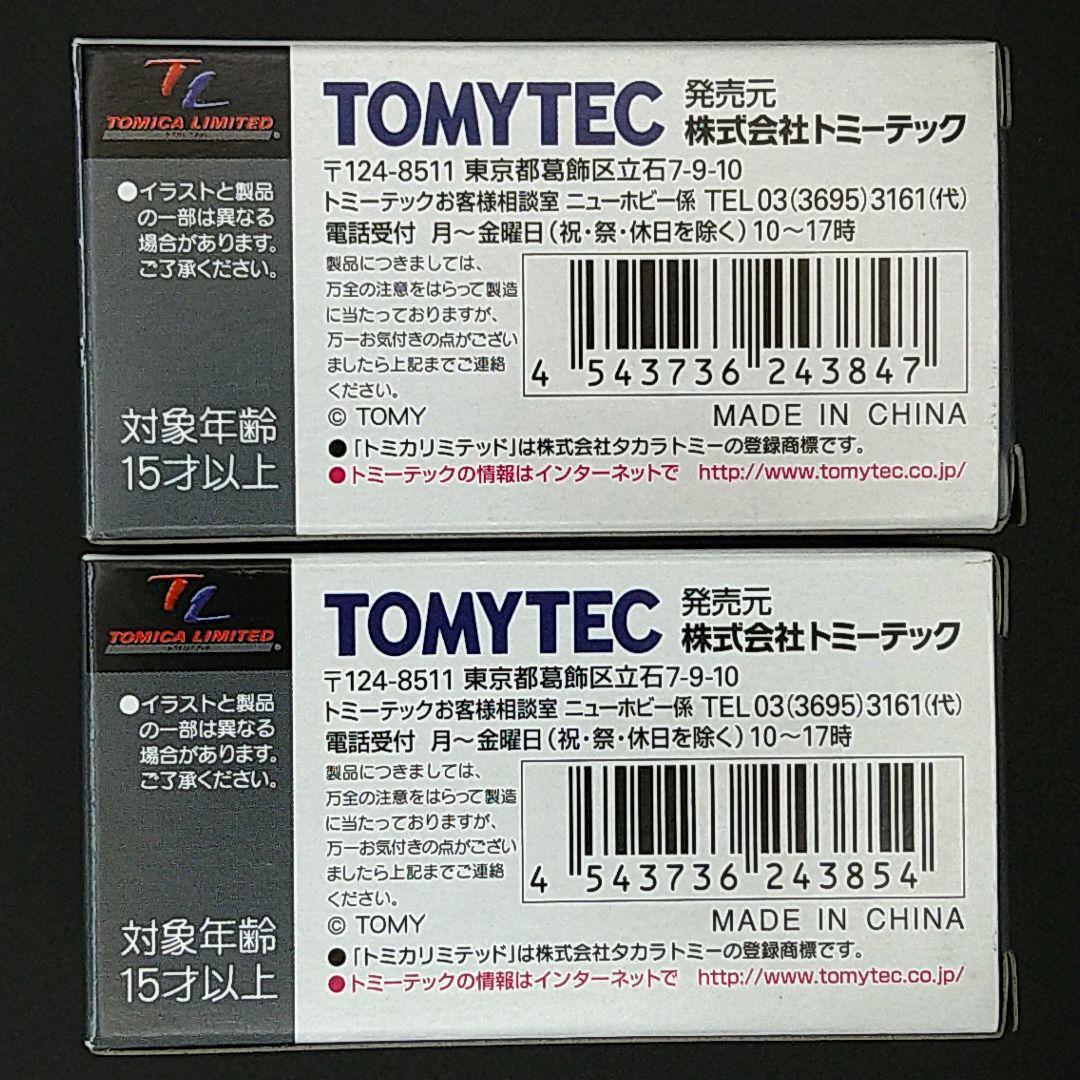 TL
TOMICA LIMITED
●イラストと製品
の一部は異なる
場合があります。
ご了承ください。
対象年齢
15才以上
TOMYTEC
発売元
株式会社トミーテック
〒124-8511 東京都葛飾区立石7-9-10
トミーテックお客様相談室 ニューホビー係 TEL 03(3695)3161(代)
電話受付 月～金曜日(祝・祭・休日を除く)10～17時
製品につきましては、
万全の注意をはらって製造
に当たっておりますが、
万一お気付きの点がござい
ましたら上記までご連絡
ください。
4 543736 243847
© TOMY
MADE IN CHINA
●「トミカリミテッド」は株式会社タカラトミーの登録商標です。
●トミーテックの情報はインターネットで http://www.tomytec.co.jp/
TL
TOMICA LIMITED
●イラストと製品
の一部は異なる
場合があります。
ご了承ください。
対象年齢
15才以上
TOMYTEC
発売元
株式会社トミーテック
〒124-8511 東京都葛飾区立石7-9-10
トミーテックお客様相談室 ニューホビー係 TEL 03(3695)3161(代)
電話受付 月～金曜日(祝・祭・休日を除く)10～17時
製品につきましては、
万全の注意をはらって製造
に当たっておりますが、
万一お気付きの点がござい
ましたら上記までご連絡
ください。
4 543736 243854
© TOMY
MADE IN CHINA
●「トミカリミテッド」は株式会社タカラトミーの登録商標です。
●トミーテックの情報はインターネットで http://www.tomytec.co.jp/